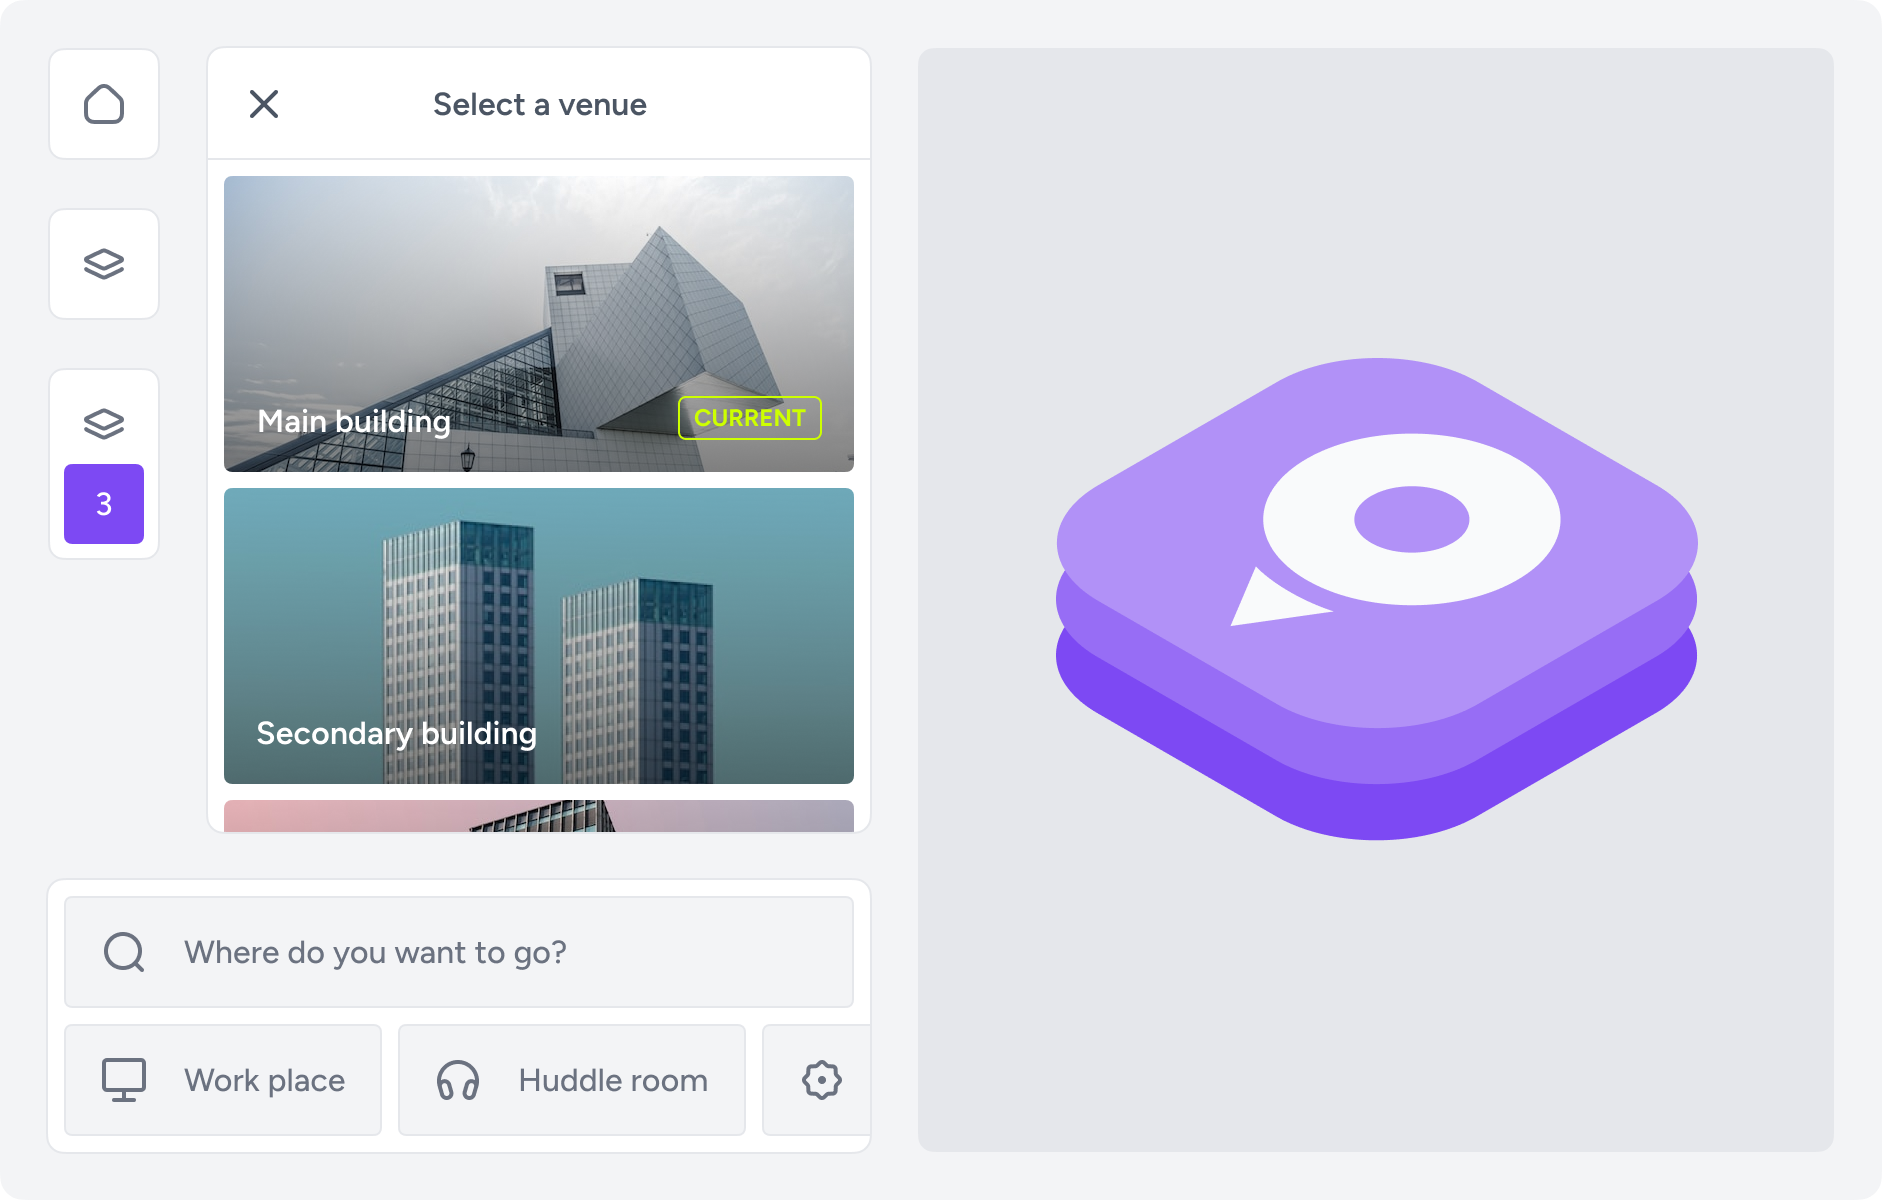 Select a venue
Main building
CURRENT
3
Secondary building
Where do you want to go?
Work place
Huddle room